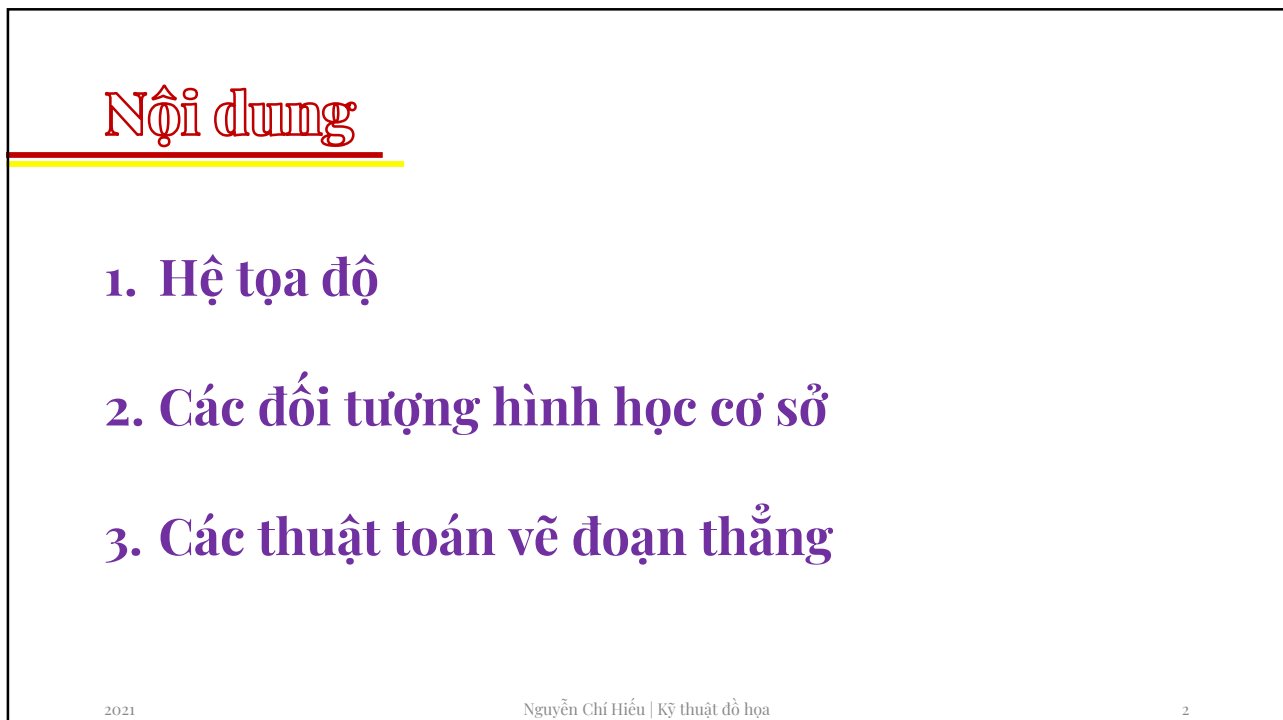 Nội dung
1. Hệ tọa độ
2. Các đối tượng hình học cơ sở
3. Các thuật toán vẽ đoạn thẳng
2021 Nguyễn Chí Hiếu | Kỹ thuật đồ họa 2